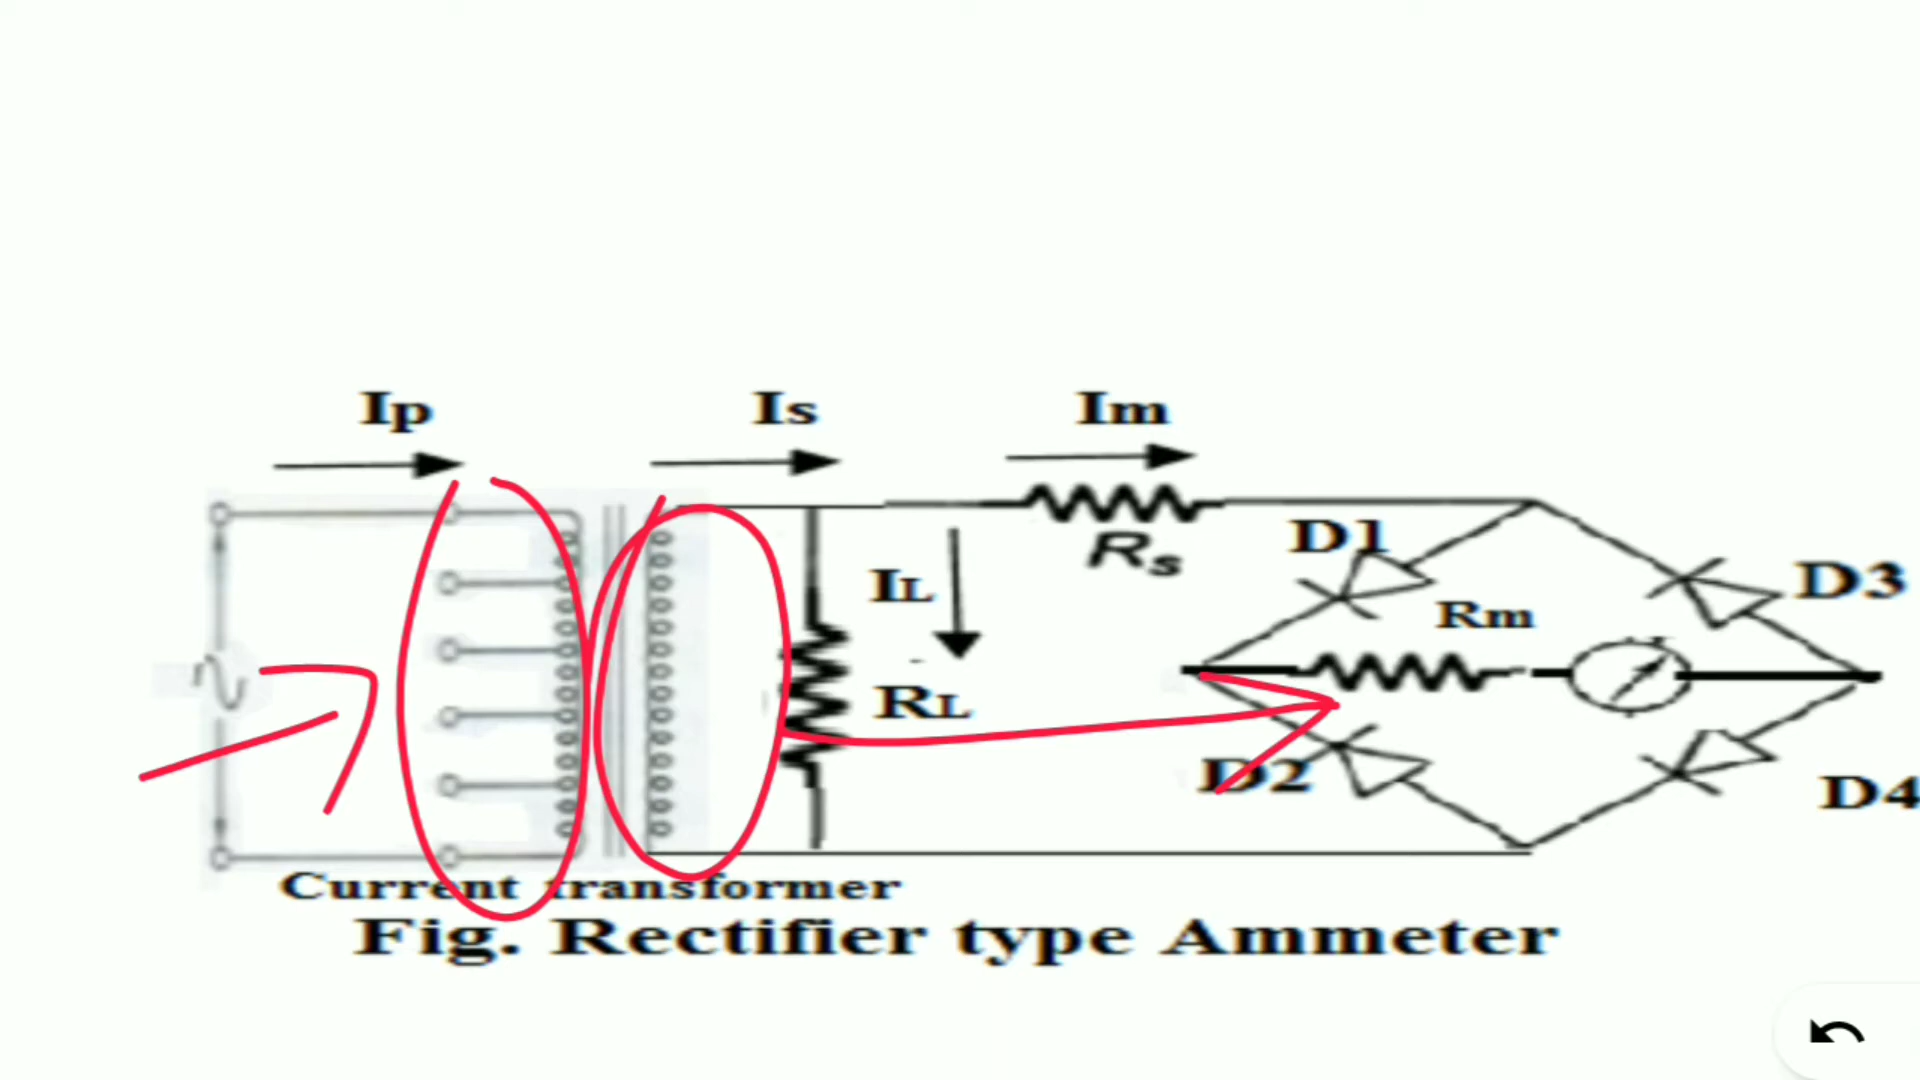 Ip
Is
Im
Rs
D1
D3
IL
Rm
RL
D2
D4
Current transformer
Fig. Rectifier type Ammeter